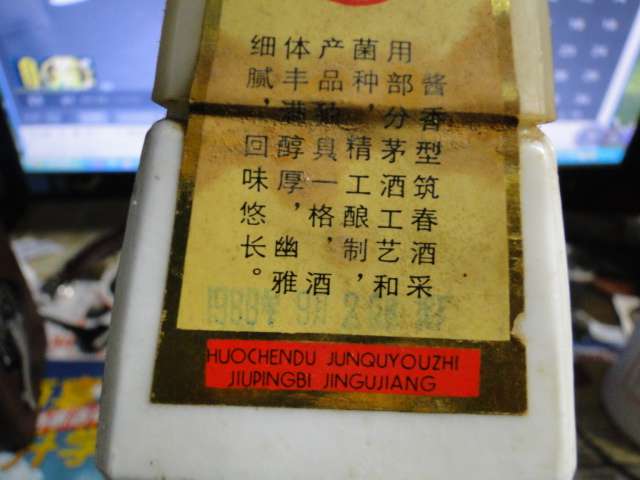 酱香型筑春酒采
用部分茅酒工艺和
菌种，精工酿制，
产品独具一格，酒
体丰满醇厚，幽雅
细腻，回味悠长。
HUOCHENDU JUNQUYOUZHI
JIUPINGBI JINGUJIANG